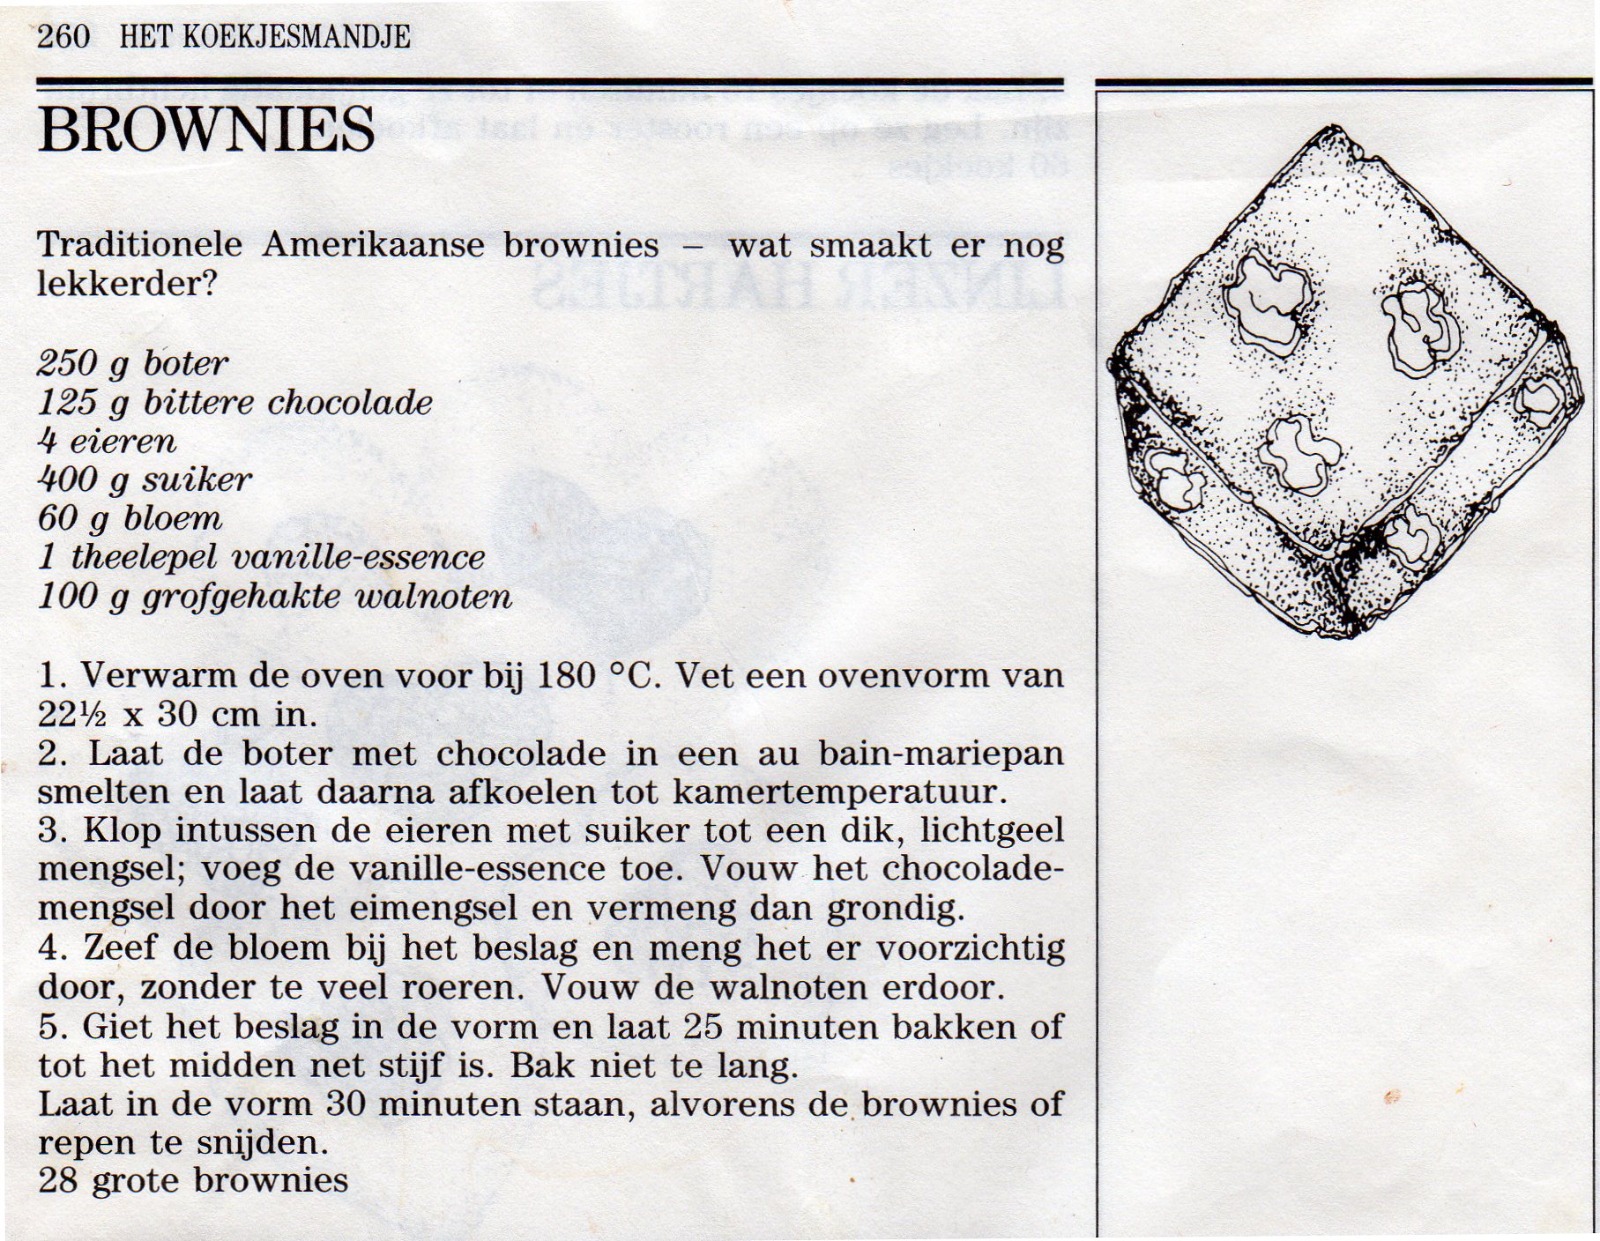 260 HET KOEKJESMANDJE
BROWNIES
Traditionele Amerikaanse brownies – wat smaakt er nog
lekkerder?
250 g boter
125 g bittere chocolade
4 eieren
400 g suiker
60 g bloem
1 theelepel vanille-essence
100 g grofgehakte walnoten
1. Verwarm de oven voor bij 180 °C. Vet een ovenvorm van
22½ x 30 cm in.
2. Laat de boter met chocolade in een au bain-mariepan
smelten en laat daarna afkoelen tot kamertemperatuur.
3. Klop intussen de eieren met suiker tot een dik, lichtgeel
mengsel; voeg de vanille-essence toe. Vouw het chocolade-
mengsel door het eimengsel en vermeng dan grondig.
4. Zeef de bloem bij het beslag en meng het er voorzichtig
door, zonder te veel roeren. Vouw de walnoten erdoor.
5. Giet het beslag in de vorm en laat 25 minuten bakken of
tot het midden net stijf is. Bak niet te lang.
Laat in de vorm 30 minuten staan, alvorens de brownies of
repen te snijden.
28 grote brownies